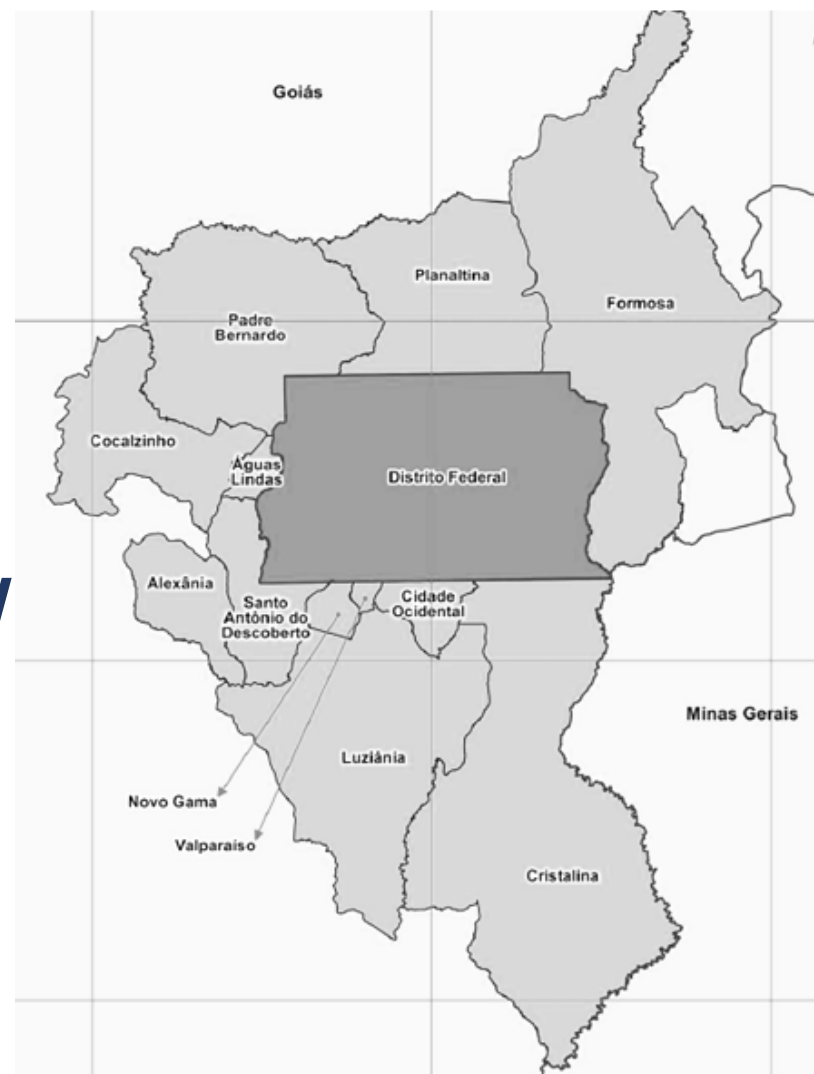 Goiás
Planaltina
Formosa
Padre
Bernardo
Cocalzinho
Águas
Lindas
Distrito Federal
Alexânia
Santo
Antônio do
Descoberto
Cidade
Ocidental
Minas Gerais
Luziânia
Novo Gama
Valparaiso
Cristalina